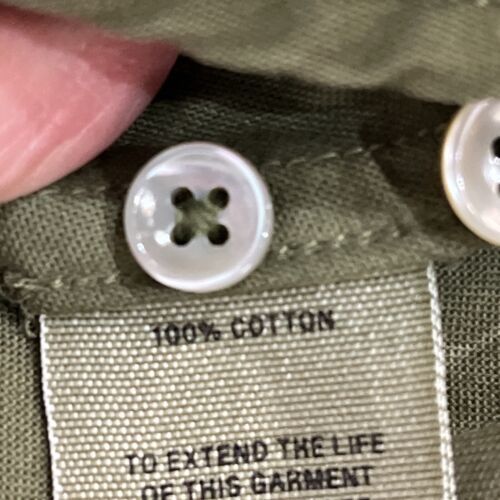 100% COTTON
TO EXTEND THE LIFE
OF THIS GARMENT